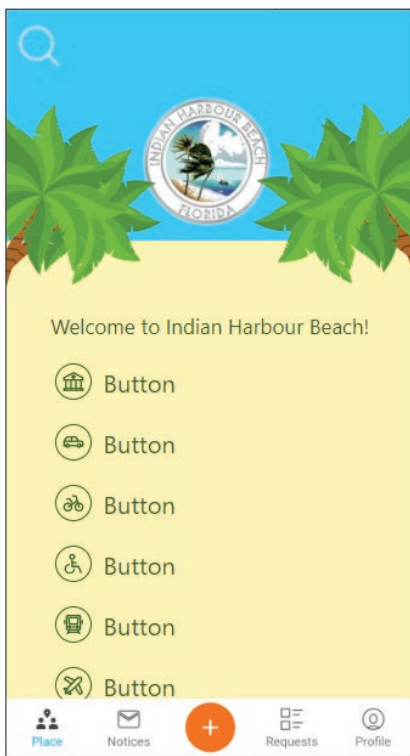 INDIAN HARBOUR BEACH
FLORIDA
Welcome to Indian Harbour Beach!
Button
Button
Button
Button
Button
Button
Place
Notices
Requests
Profile